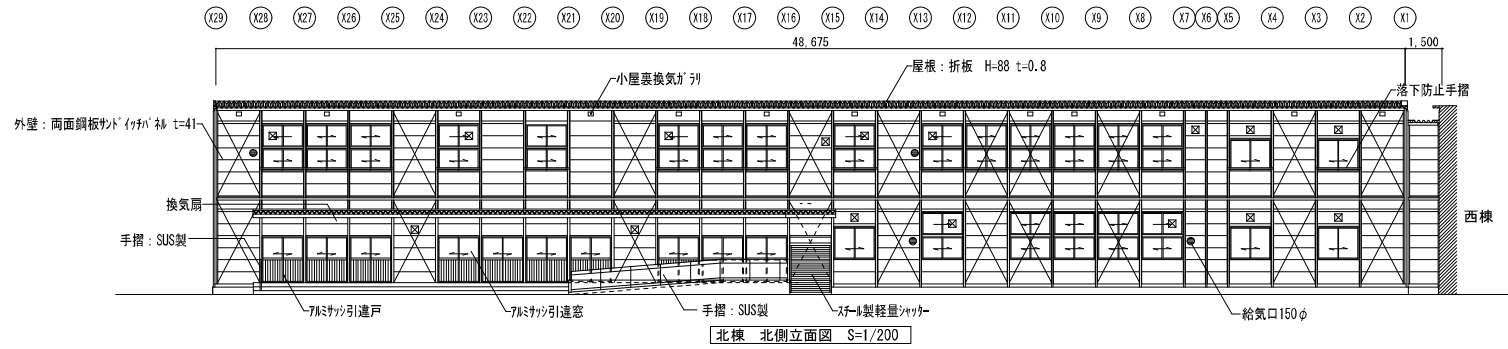 X29 X28 X27 X26 X25 X24 X23 X22 X21 X20 X19 X18 X17 X16 X15 X14 X13 X12 X11 X10 X9 X8 X7 X6 X5 X4 X3 X2 X1
48,675
1,500
小屋裏換気ｶﾞﾗﾘ
屋根：折板 H=88 t=0.8
落下防止手摺
外壁：両面鋼板ｻﾝﾄﾞｲｯﾁﾊﾟﾈﾙ t=41
換気扇
手摺：SUS製
西棟
ｱﾙﾐｻｯｼ引違戸
ｱﾙﾐｻｯｼ引違窓
手摺：SUS製
ｽﾁｰﾙ製軽量ｼｬｯﾀｰ
給気口150φ
北棟 北側立面図 S=1/200